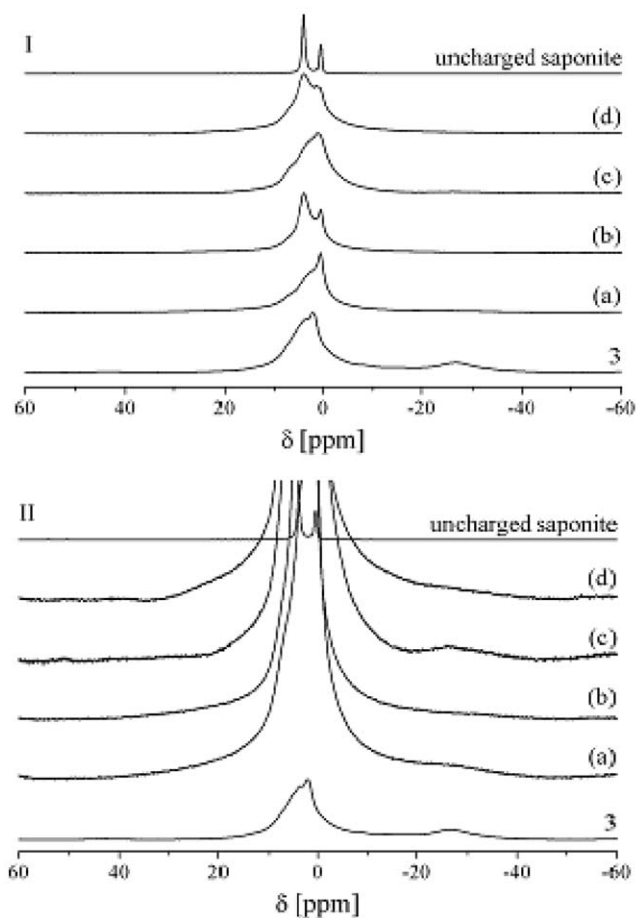 I
uncharged saponite
(d)
(c)
(b)
(a)
3
60 40 20 0 -20 -40 -60
δ [ppm]
II
uncharged saponite
(d)
(c)
(b)
(a)
3
60 40 20 0 -20 -40 -60
δ [ppm]